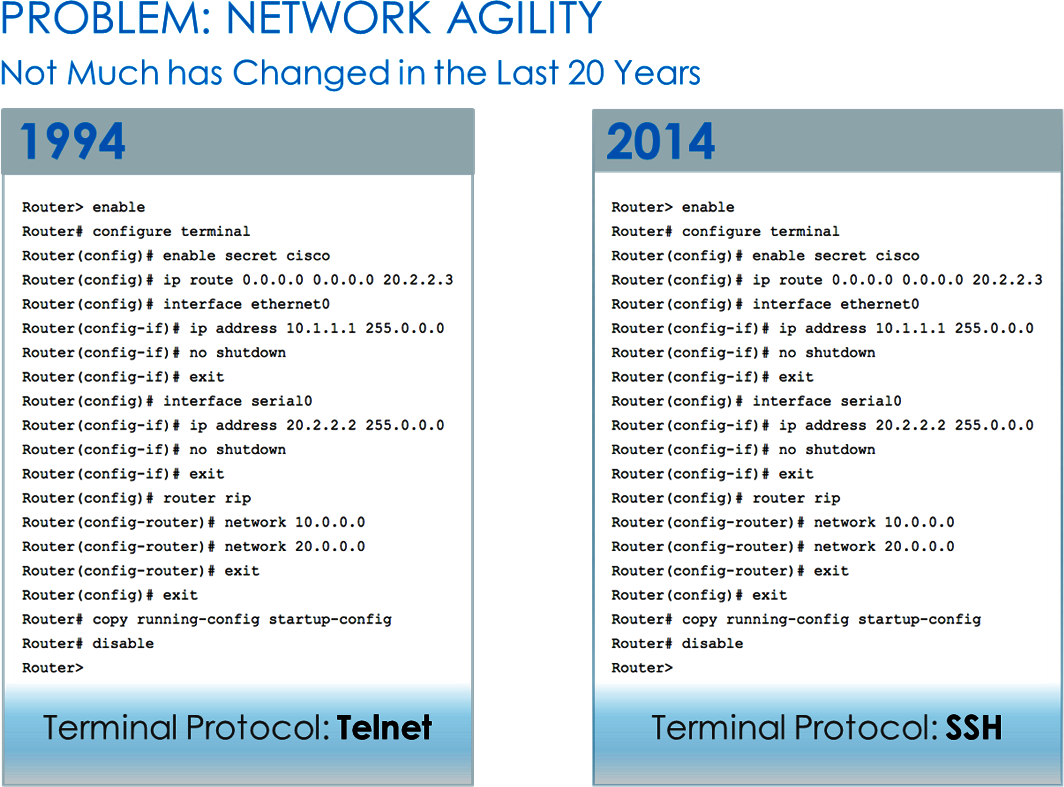 PROBLEM: NETWORK AGILITY
Not Much has Changed in the Last 20 Years
1994
Router> enable
Router# configure terminal
Router(config)# enable secret cisco
Router(config)# ip route 0.0.0.0 0.0.0.0 20.2.2.3
Router(config)# interface ethernet0
Router(config-if)# ip address 10.1.1.1 255.0.0.0
Router(config-if)# no shutdown
Router(config-if)# exit
Router(config)# interface serial0
Router(config-if)# ip address 20.2.2.2 255.0.0.0
Router(config-if)# no shutdown
Router(config-if)# exit
Router(config)# router rip
Router(config-router)# network 10.0.0.0
Router(config-router)# network 20.0.0.0
Router(config-router)# exit
Router(config)# exit
Router# copy running-config startup-config
Router# disable
Router>
Terminal Protocol: Telnet
2014
Router> enable
Router# configure terminal
Router(config)# enable secret cisco
Router(config)# ip route 0.0.0.0 0.0.0.0 20.2.2.3
Router(config)# interface ethernet0
Router(config-if)# ip address 10.1.1.1 255.0.0.0
Router(config-if)# no shutdown
Router(config-if)# exit
Router(config)# interface serial0
Router(config-if)# ip address 20.2.2.2 255.0.0.0
Router(config-if)# no shutdown
Router(config-if)# exit
Router(config)# router rip
Router(config-router)# network 10.0.0.0
Router(config-router)# network 20.0.0.0
Router(config-router)# exit
Router(config)# exit
Router# copy running-config startup-config
Router# disable
Router>
Terminal Protocol: SSH